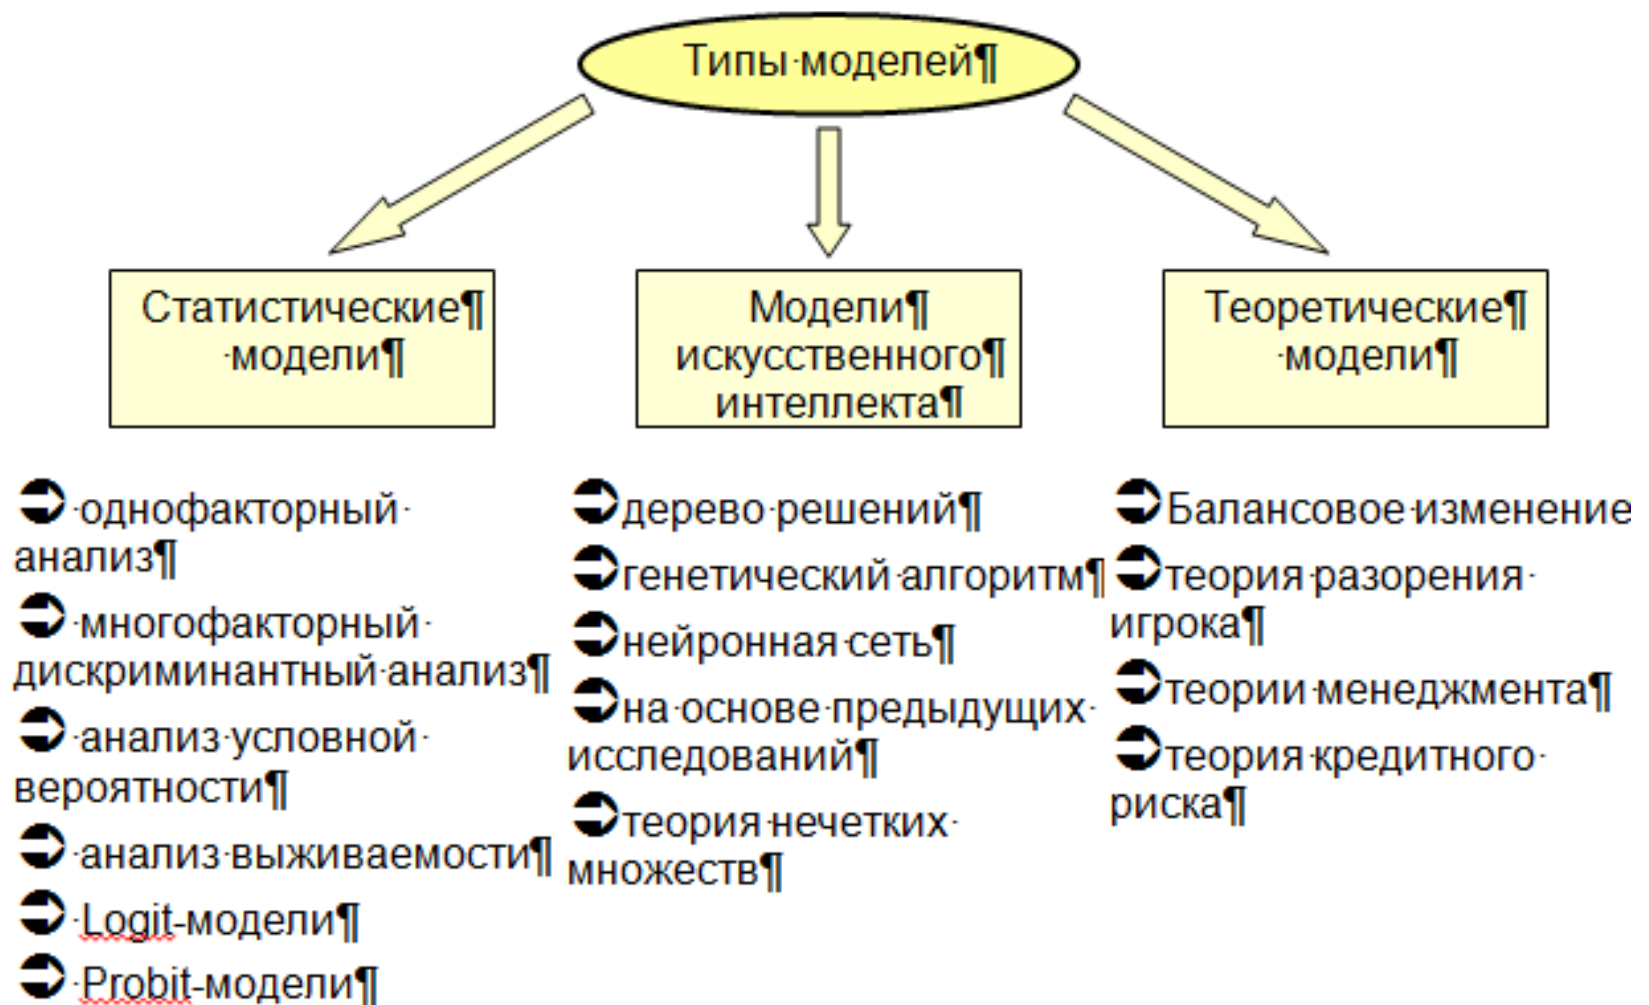 Типы моделей¶
Статистические¶
модели¶
Модели¶
искусственного¶
интеллекта¶
Теоретические¶
модели¶
однофакторный
анализ¶
многофакторный
дискриминантный анализ¶
анализ условной
вероятности¶
анализ выживаемости¶
Logit-модели¶
Probit-модели¶
дерево решений¶
генетический алгоритм¶
нейронная сеть¶
на основе предыдущих
исследований¶
теория нечетких
множеств¶
Балансовое изменение
теория разорения
игрока¶
теории менеджмента¶
теория кредитного
риска¶